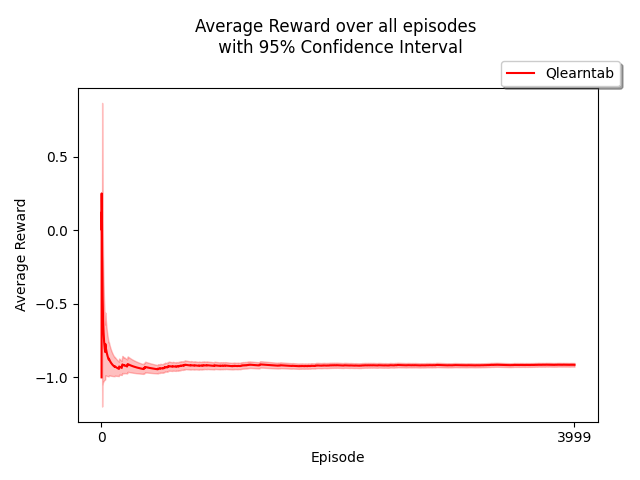 Average Reward over all episodes
with 95% Confidence Interval
Qlearntab
Average Reward
0.5
0.0
−0.5
−1.0
0
3999
Episode